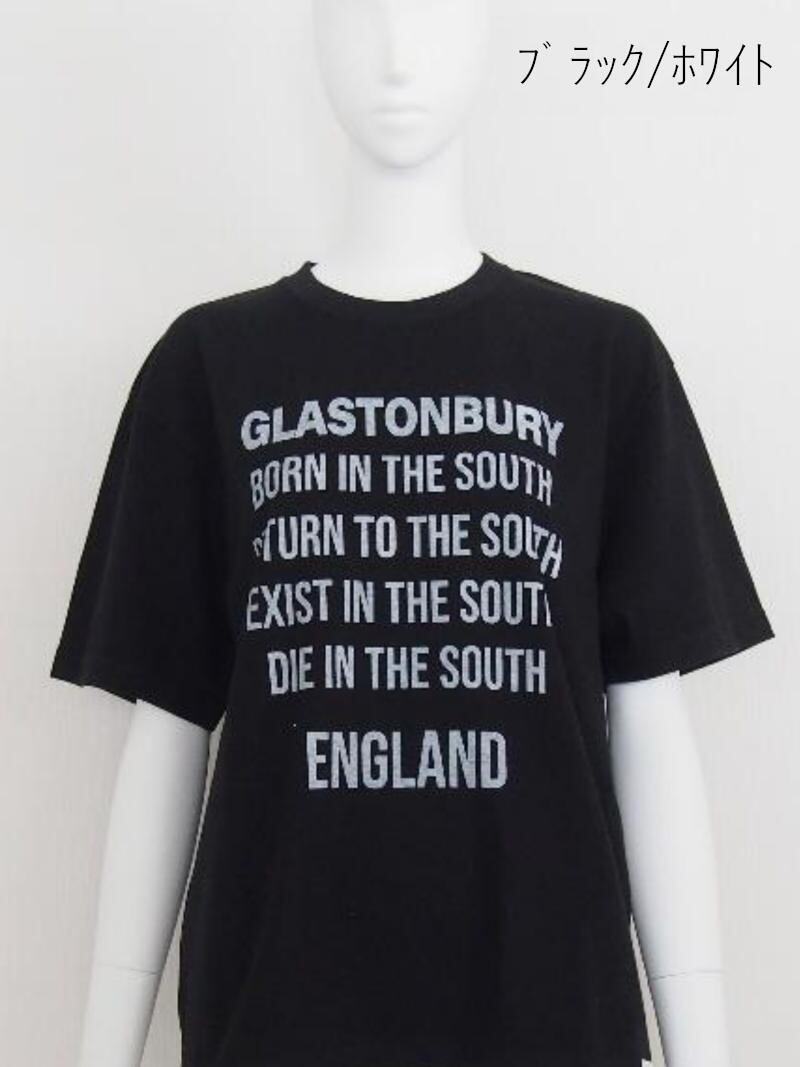 ブラック/ホワイト
GLASTONBURY
BORN IN THE SOUTH
TO THE SOUTH
EXIST IN THE SOUTH
DIE IN THE SOUTH
ENGLAND